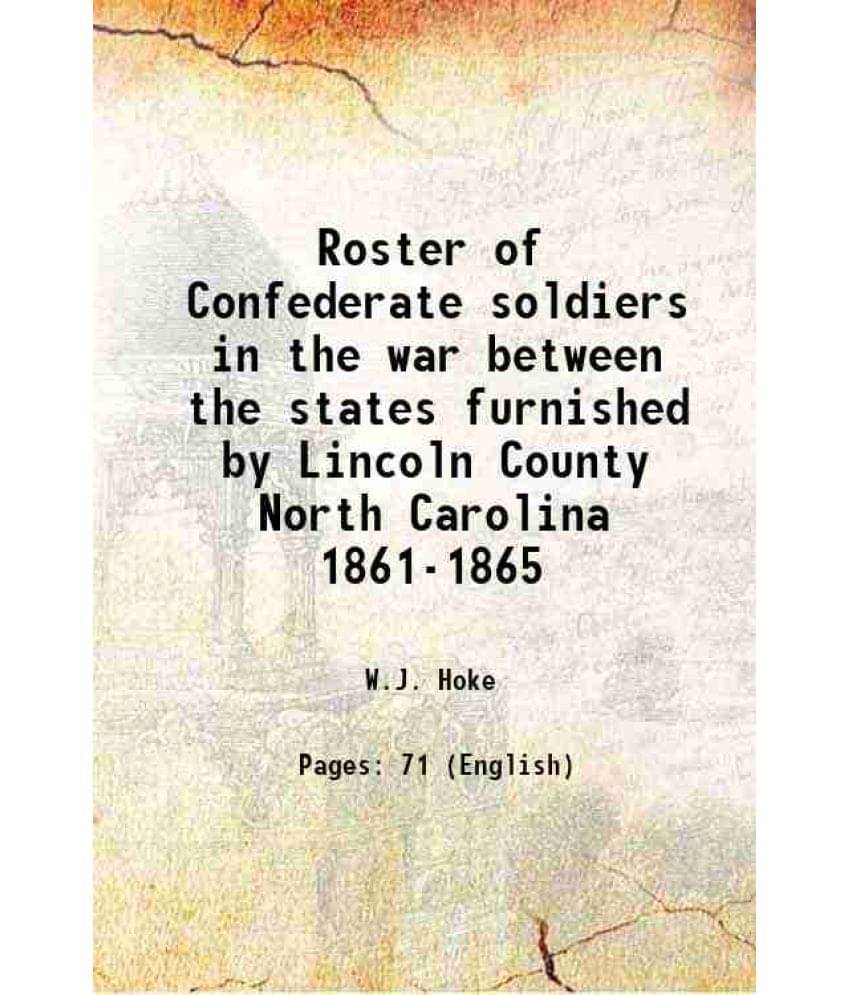 Roster of
Confederate soldiers
in the war between
the states furnished
by Lincoln County
North Carolina
1861-1865
W.J. Hoke
Pages: 71 (English)